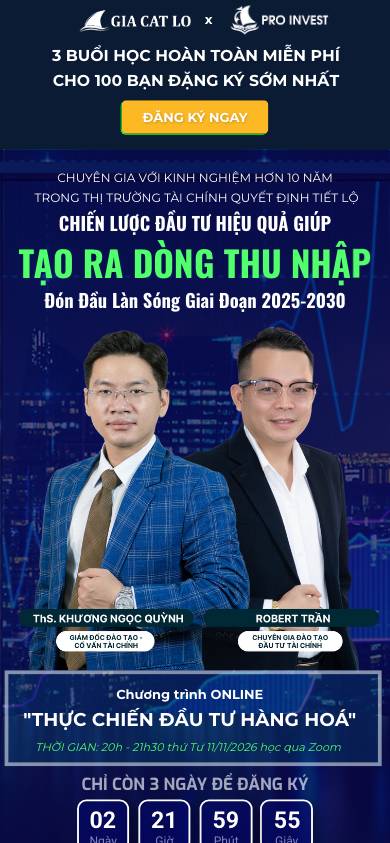 GIA CAT LO x PRO INVEST
3 BUỔI HỌC HOÀN TOÀN MIỄN PHÍ
CHO 100 BẠN ĐĂNG KÝ SỚM NHẤT
ĐĂNG KÝ NGAY
CHUYÊN GIA VỚI KINH NGHIỆM HƠN 10 NĂM
TRONG THỊ TRƯỜNG TÀI CHÍNH QUYẾT ĐỊNH TIẾT LỘ
CHIẾN LƯỢC ĐẦU TƯ HIỆU QUẢ GIÚP
TẠO RA DÒNG THU NHẬP
Đón Đầu Làn Sóng Giai Đoạn 2025-2030
ThS. KHƯƠNG NGỌC QUỲNH
GIÁM ĐỐC ĐÀO TẠO -
CỐ VẤN TÀI CHÍNH
ROBERT TRẦN
CHUYÊN GIA ĐÀO TẠO
ĐẦU TƯ TÀI CHÍNH
Chương trình ONLINE
"THỰC CHIẾN ĐẦU TƯ HÀNG HOÁ"
THỜI GIAN: 20h - 21h30 thứ Tư 11/11/2026 học qua Zoom
CHỈ CÒN 3 NGÀY ĐỂ ĐĂNG KÝ
02 21 59 55
Ngày Giờ Phút Giây